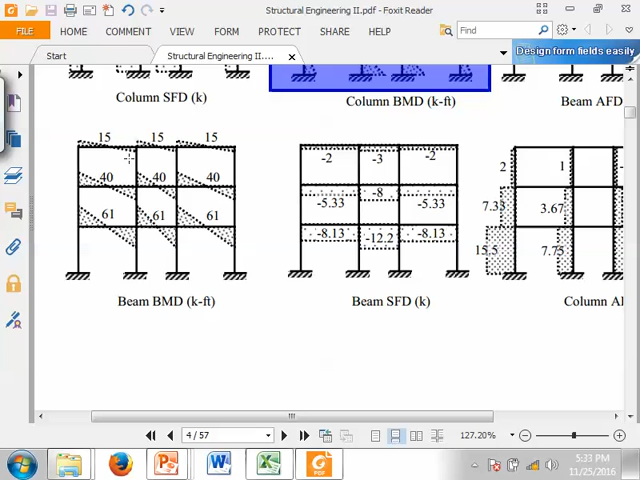 Structural Engineering II.pdf - Foxit Reader
FILE HOME COMMENT VIEW FORM PROTECT SHARE HELP Find
Start Structural Engineering II.... Design form fields easily
Column SFD (k) Column BMD (k-ft) Beam AFD
15 15 15
-2 -3 -2
2 1
40 40 40
-5.33 -8 -5.33
7.33 3.67
61 61 61
-8.13 -12.2 -8.13
15.5 7.75
Beam BMD (k-ft) Beam SFD (k) Column
4 / 57 127.20%
5:33 PM
11/25/2016